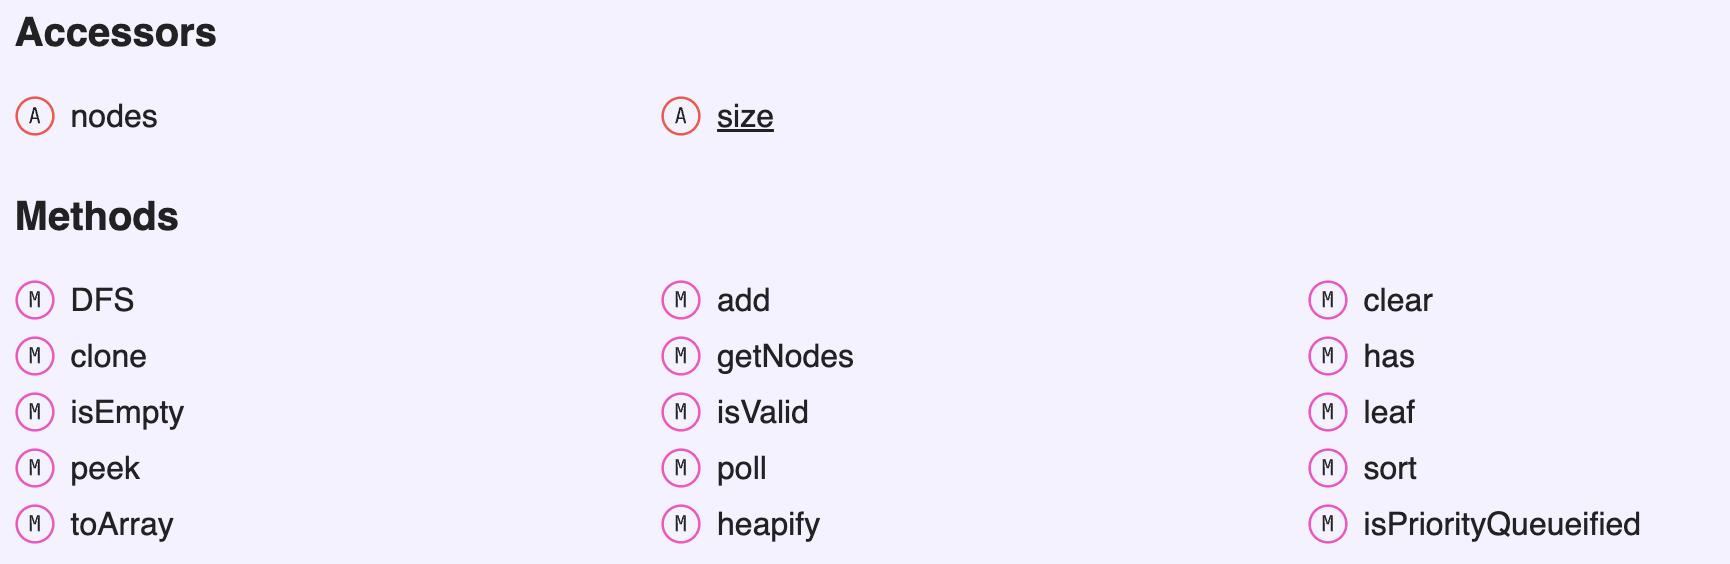 Accessors
A nodes A size
Methods
M DFS M add M clear
M clone M getNodes M has
M isEmpty M isValid M leaf
M peek M poll M sort
M toArray M heapify M isPriorityQueueified